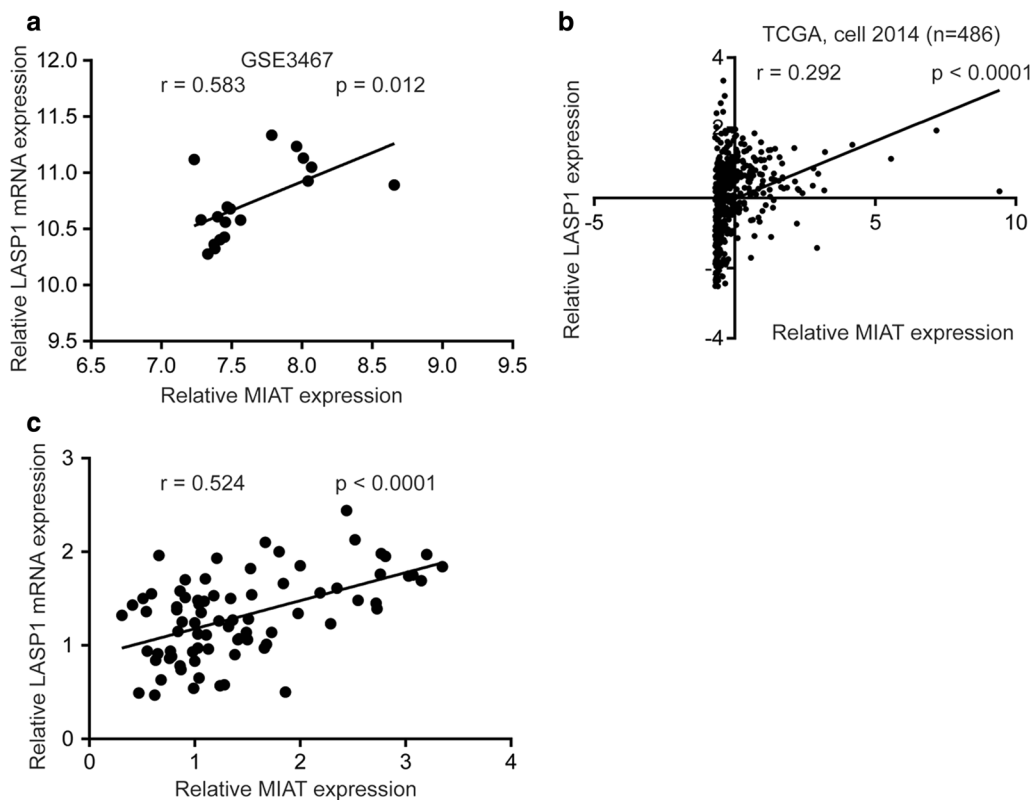 a
GSE3467
r = 0.583 p = 0.012
Relative LASP1 mRNA expression
12.0
11.5
11.0
10.5
10.0
9.5
6.5 7.0 7.5 8.0 8.5 9.0 9.5
Relative MIAT expression
b
TCGA, cell 2014 (n=486)
r = 0.292 p < 0.0001
Relative LASP1 expression
4
2
-2
-4
-5 5 10
Relative MIAT expression
c
r = 0.524 p < 0.0001
Relative LASP1 mRNA expression
3
2
1
0
0 1 2 3 4
Relative MIAT expression